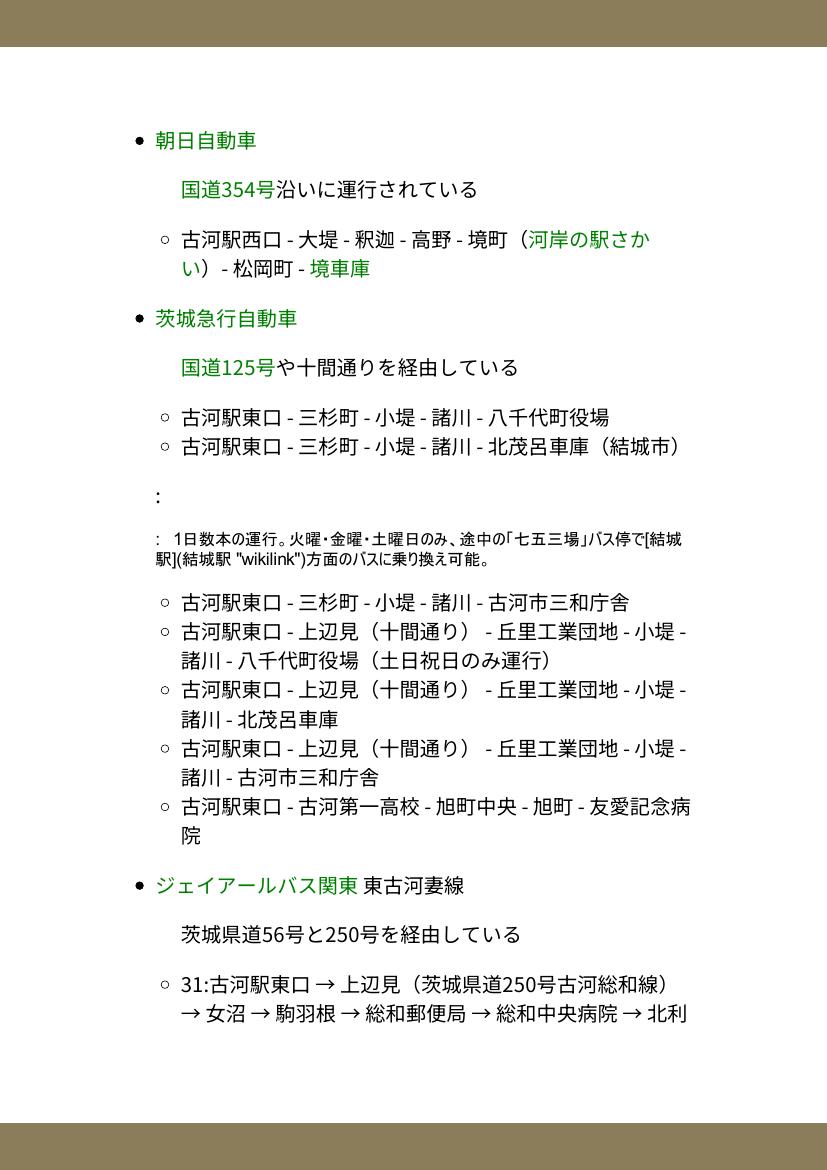 朝日自動車
国道354号沿いに運行されている
古河駅西口 - 大堤 - 釈迦 - 高野 - 境町（河岸の駅さか
い）- 松岡町 - 境車庫
茨城急行自動車
国道125号や十間通りを経由している
古河駅東口 - 三杉町 - 小堤 - 諸川 - 八千代町役場
古河駅東口 - 三杉町 - 小堤 - 諸川 - 北茂呂車庫（結城市）
:
:　1日数本の運行。火曜・金曜・土曜日のみ、途中の「七五三場」バス停で[結城
駅](結城駅 "wikilink")方面のバスに乗り換え可能。
古河駅東口 - 三杉町 - 小堤 - 諸川 - 古河市三和庁舎
古河駅東口 - 上辺見（十間通り） - 丘里工業団地 - 小堤 -
諸川 - 八千代町役場（土日祝日のみ運行）
古河駅東口 - 上辺見（十間通り） - 丘里工業団地 - 小堤 -
諸川 - 北茂呂車庫
古河駅東口 - 上辺見（十間通り） - 丘里工業団地 - 小堤 -
諸川 - 古河市三和庁舎
古河駅東口 - 古河第一高校 - 旭町中央 - 旭町 - 友愛記念病
院
ジェイアールバス関東 東古河妻線
茨城県道56号と250号を経由している
31:古河駅東口 → 上辺見（茨城県道250号古河総和線）
→ 女沼 → 駒羽根 → 総和郵便局 → 総和中央病院 → 北利